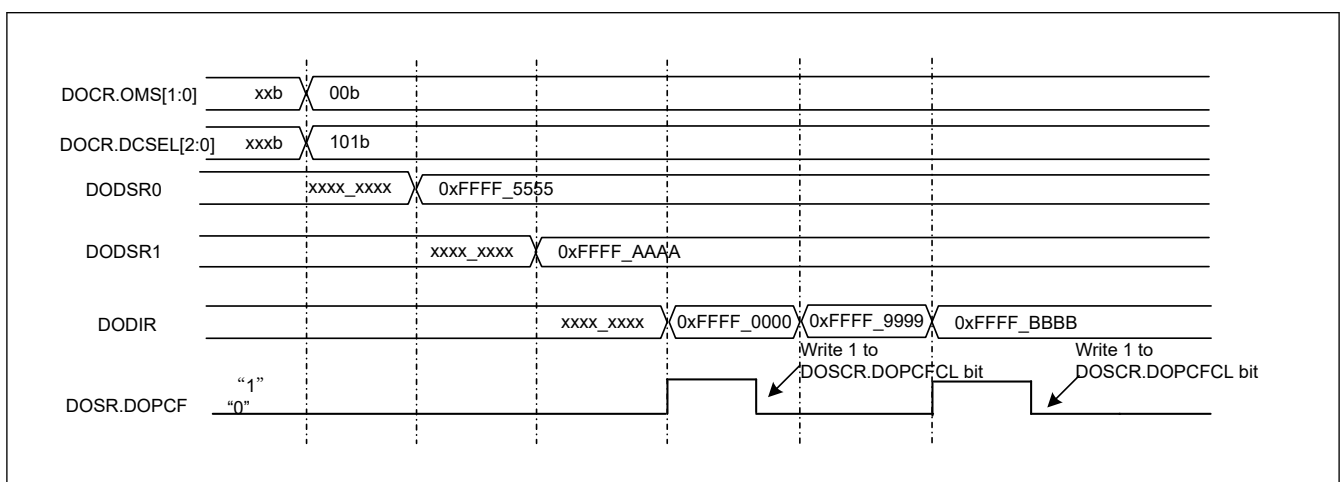 DOCR.OMS[1:0] xxb 00b
DOCR.DCSEL[2:0] xxxb 101b
DODSR0 xxxx_xxxx 0xFFFF_5555
DODSR1 xxxx_xxxx 0xFFFF_AAAA
DODIR xxxx_xxxx 0xFFFF_0000 0xFFFF_9999 0xFFFF_BBBB
Write 1 to
DOSCR.DOPCFCL bit
Write 1 to
DOSCR.DOPCFCL bit
“1”
DOSR.DOPCF “0”